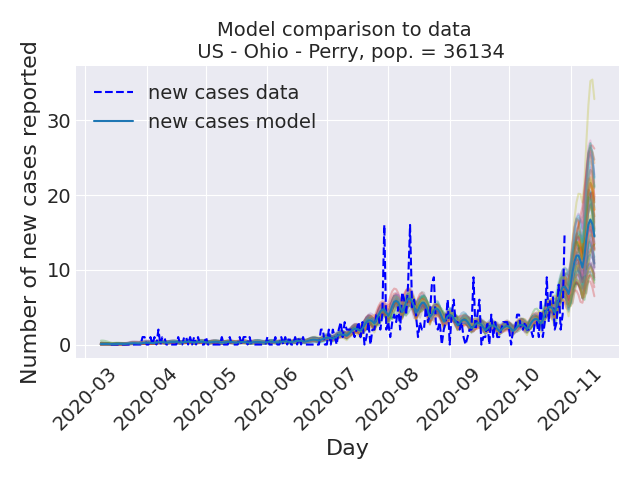 Model comparison to data
US - Ohio - Perry, pop. = 36134
Number of new cases reported
new cases data
new cases model
30
20
10
0
2020-03
2020-04
2020-05
2020-06
2020-07
2020-08
2020-09
2020-10
2020-11
Day